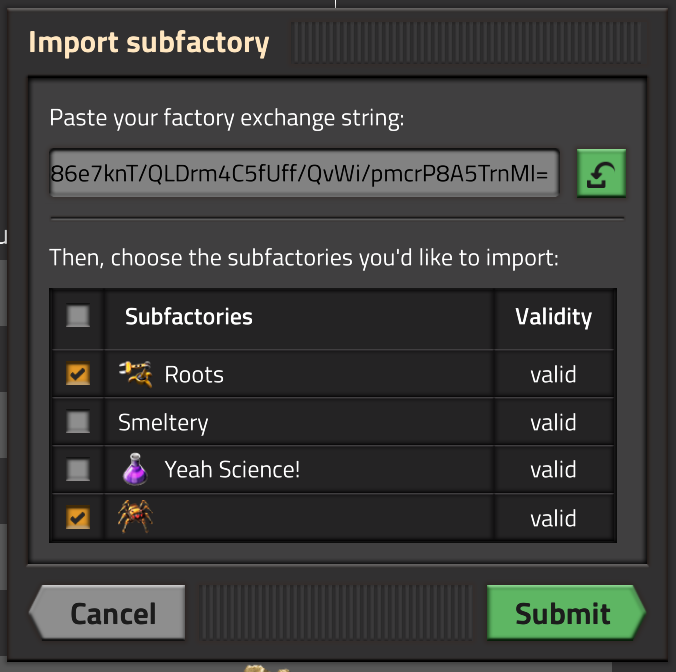 Import subfactory
Paste your factory exchange string:
86e7knT/QLDrm4C5fUff/QvWi/pmcrP8A5TrnMI=
Then, choose the subfactories you'd like to import:
Subfactories Validity
Roots valid
Smeltery valid
Yeah Science! valid
valid
Cancel Submit